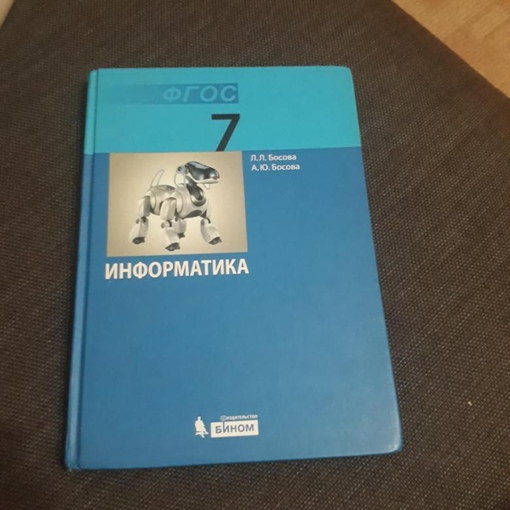 ФГОС
7
Л.Л. Босова
А.Ю. Босова
ИНФОРМАТИКА
Издательство
БИНОМ